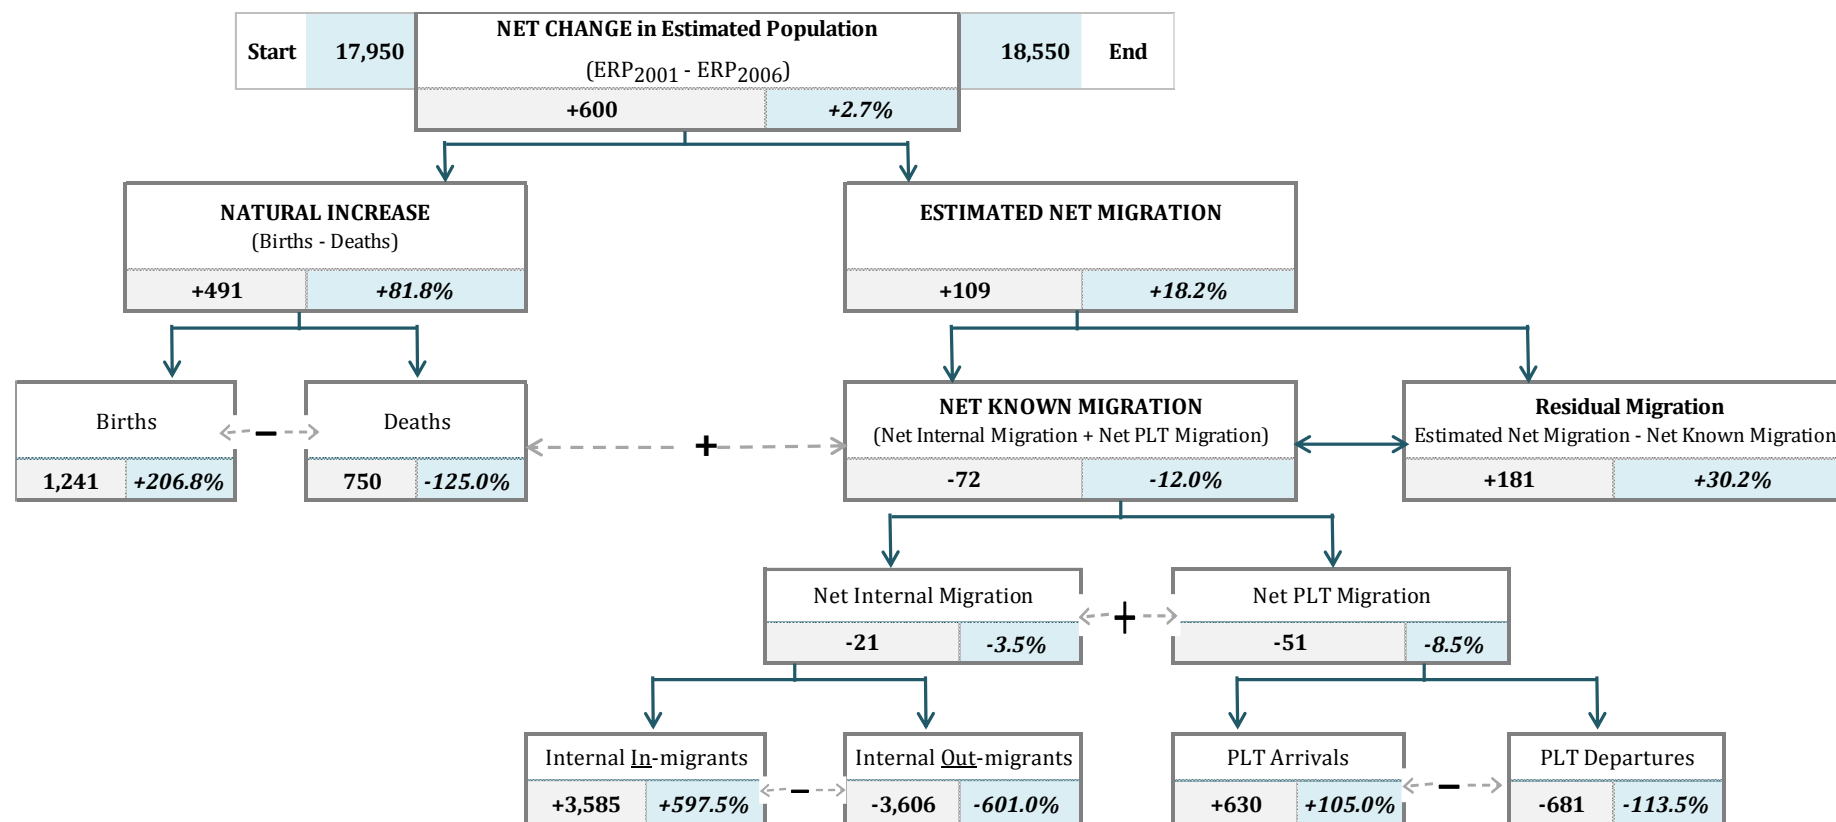 NET CHANGE in Estimated Population
Start 17,950 18,550 End
(ERP2001 - ERP2006)
+600 +2.7%
NATURAL INCREASE
(Births - Deaths)
+491 +81.8%
ESTIMATED NET MIGRATION
+109 +18.2%
Births
1,241 +206.8%
–
Deaths
750 -125.0%
+
NET KNOWN MIGRATION
(Net Internal Migration + Net PLT Migration)
-72 -12.0%
Residual Migration
Estimated Net Migration - Net Known Migration
+181 +30.2%
Net Internal Migration
-21 -3.5%
+
Net PLT Migration
-51 -8.5%
Internal In-migrants
+3,585 +597.5%
–
Internal Out-migrants
-3,606 -601.0%
PLT Arrivals
+630 +105.0%
–
PLT Departures
-681 -113.5%